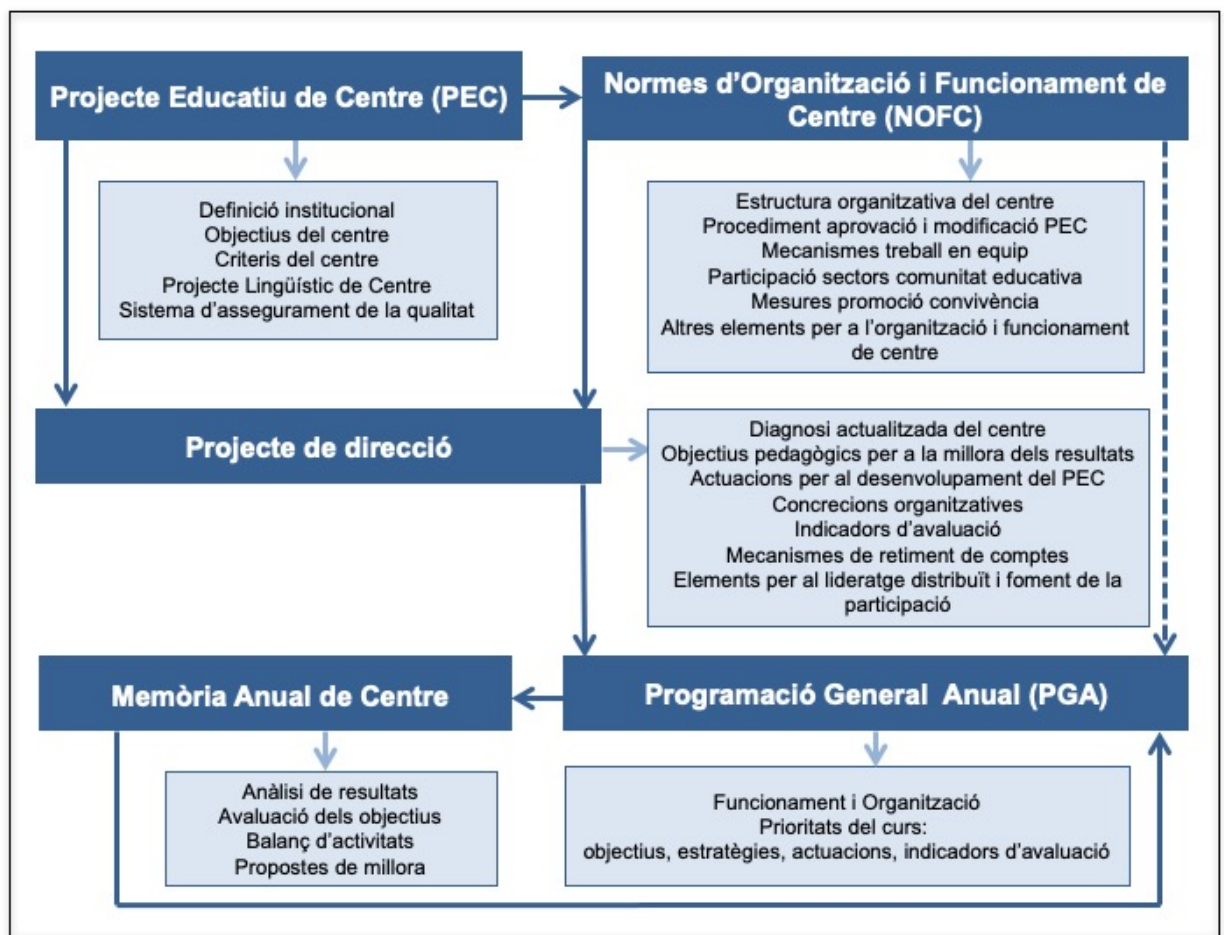 Projecte Educatiu de Centre (PEC)
Normes d'Organització i Funcionament de
Centre (NOFC)
Definició institucional
Objectius del centre
Criteris del centre
Projecte Lingüístic de Centre
Sistema d'assegurament de la qualitat
Estructura organitzativa del centre
Procediment aprovació i modificació PEC
Mecanismes treball en equip
Participació sectors comunitat educativa
Mesures promoció convivència
Altres elements per a l'organització i funcionament
de centre
Projecte de direcció
Diagnosi actualitzada del centre
Objectius pedagògics per a la millora dels resultats
Actuacions per al desenvolupament del PEC
Concrecions organitzatives
Indicadors d'avaluació
Mecanismes de retiment de comptes
Elements per al lideratge distribuït i foment de la
participació
Memòria Anual de Centre
Programació General Anual (PGA)
Anàlisi de resultats
Avaluació dels objectius
Balanç d'activitats
Propostes de millora
Funcionament i Organització
Prioritats del curs:
objectius, estratègies, actuacions, indicadors d'avaluació